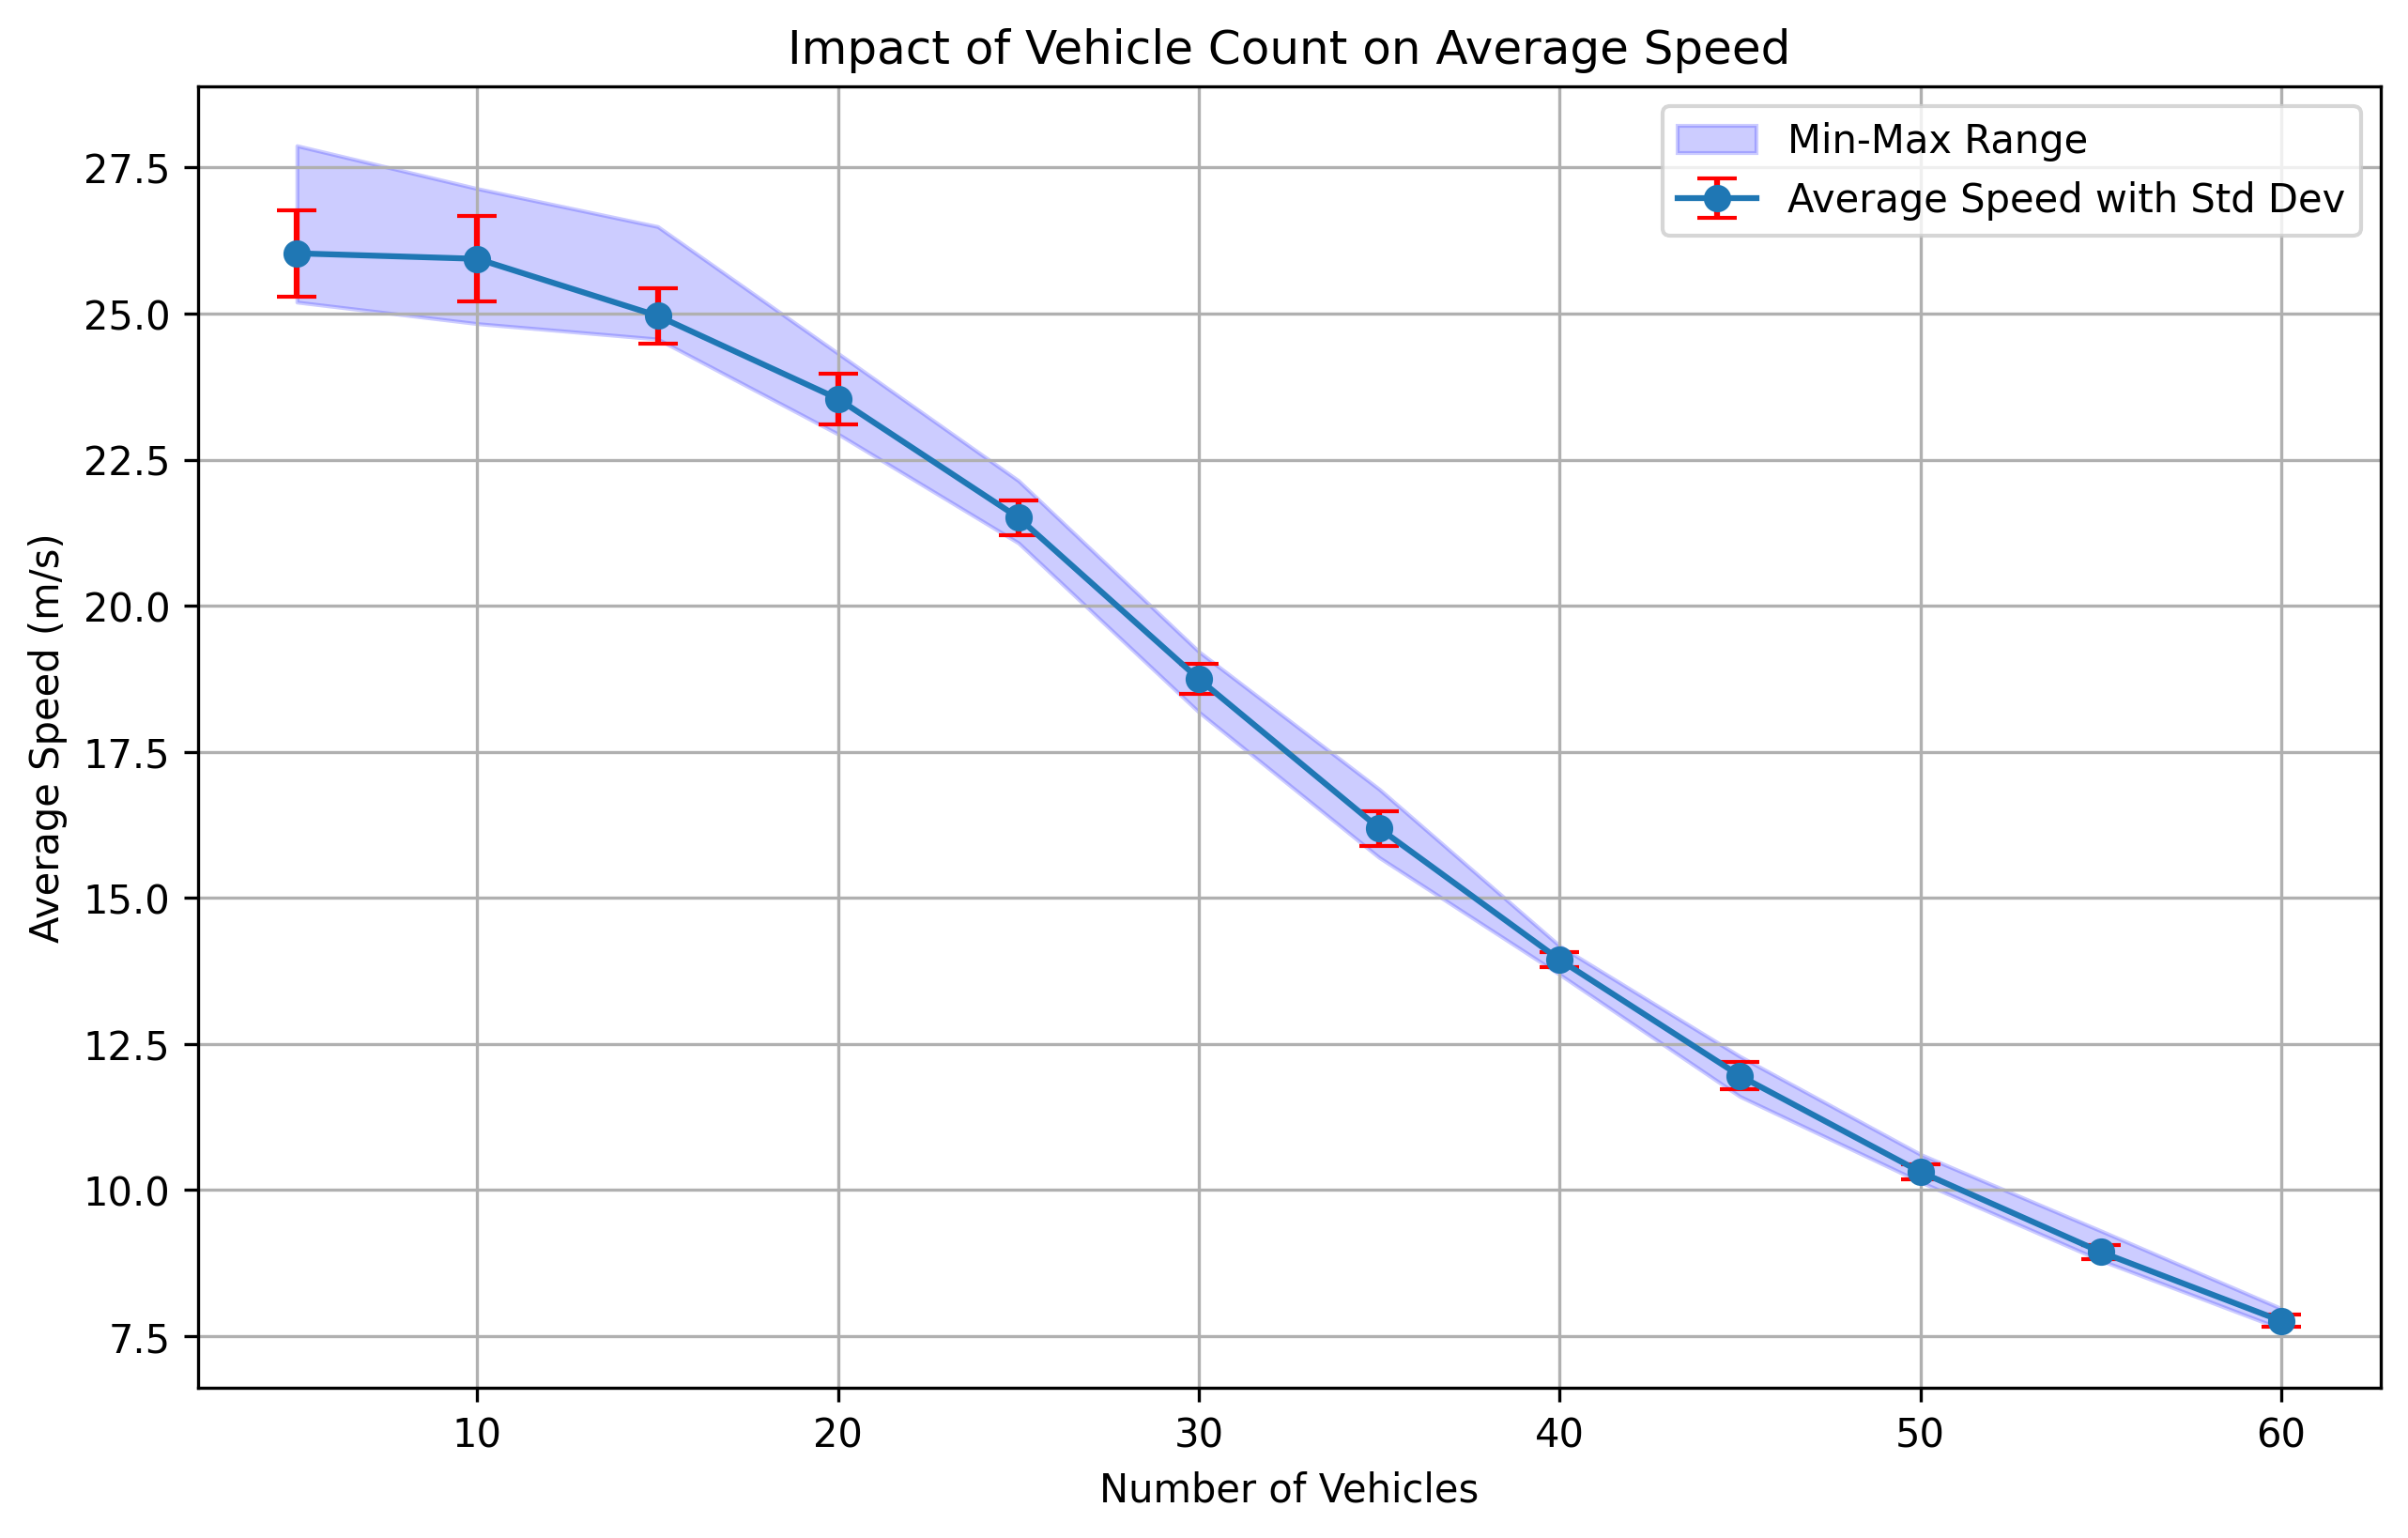 Impact of Vehicle Count on Average Speed
Min-Max Range
Average Speed with Std Dev
Average Speed (m/s)
27.5
25.0
22.5
20.0
17.5
15.0
12.5
10.0
7.5
10 20 30 40 50 60
Number of Vehicles